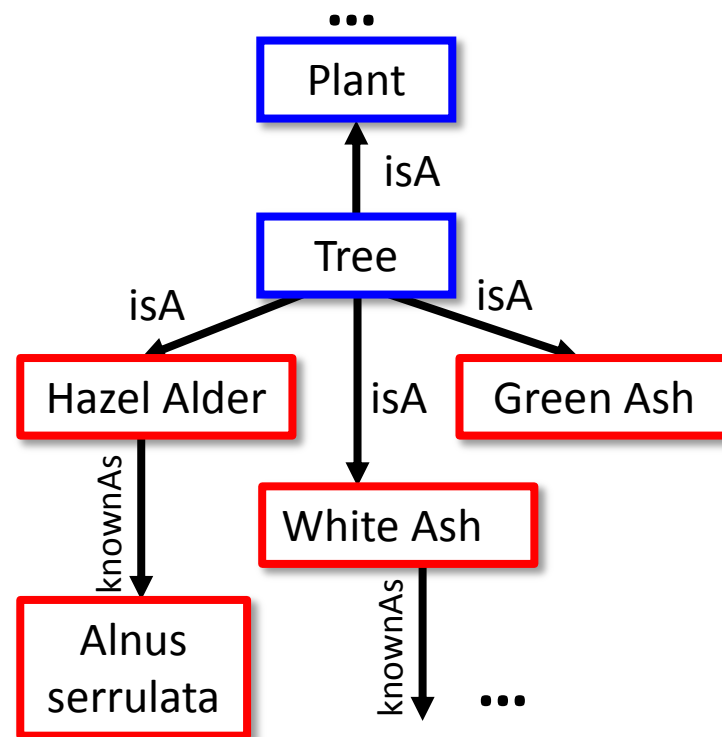 ...
Plant
isA
Tree
isA
isA
Hazel Alder
isA
Green Ash
knownAs
White Ash
Alnus
serrulata
knownAs
...